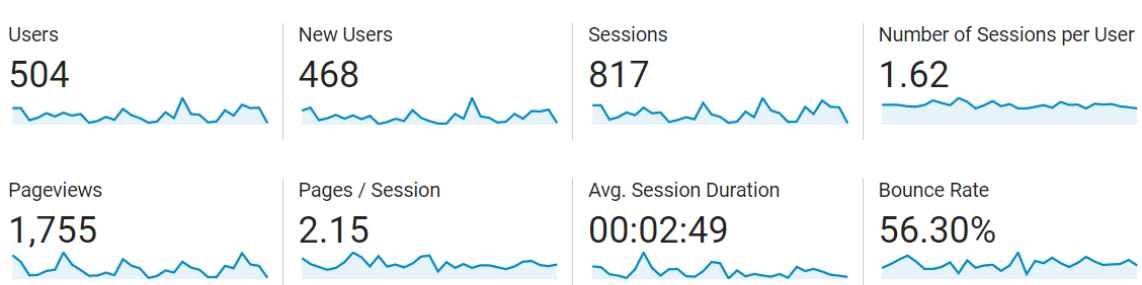 Users
504
New Users
468
Sessions
817
Number of Sessions per User
1.62
Pageviews
1,755
Pages / Session
2.15
Avg. Session Duration
00:02:49
Bounce Rate
56.30%